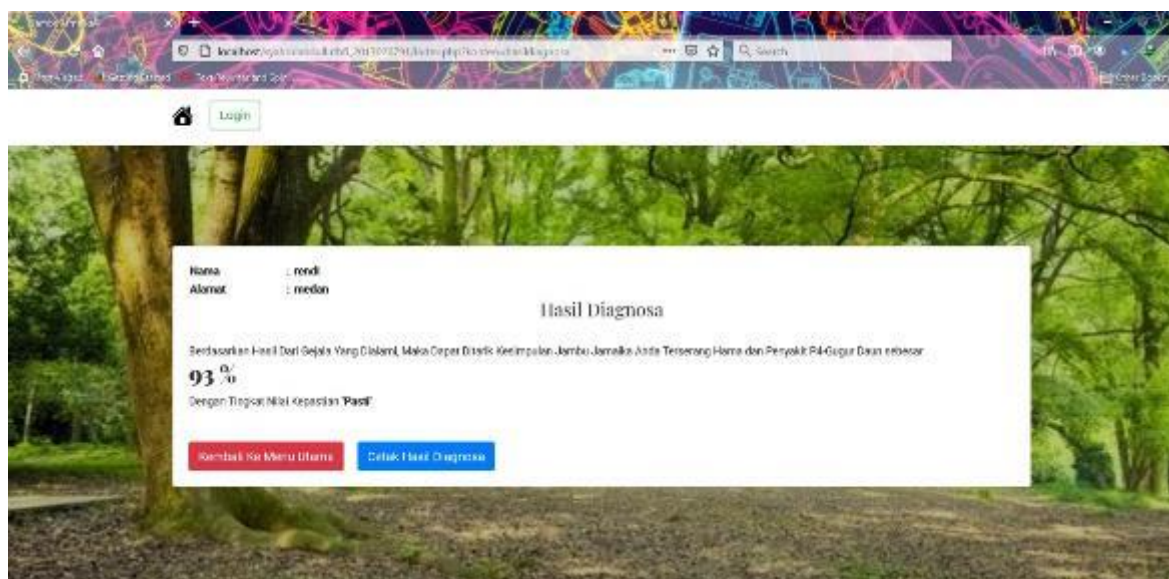 Search
Login
Nama : rendi
Alamat : medan
Hasil Diagnosa
Berdasarkan Hasil Dari Gejala Yang Dialami, Maka Dapat Ditarik Kesimpulan Jambu Jamaika Anda Terserang Hama dan Penyakit P4-Gugur Daun sebesar
93 %
Dengan Tingkat Nilai Kepastian "Pasti"
Kembali Ke Menu Utama Cetak Hasil Diagnosa